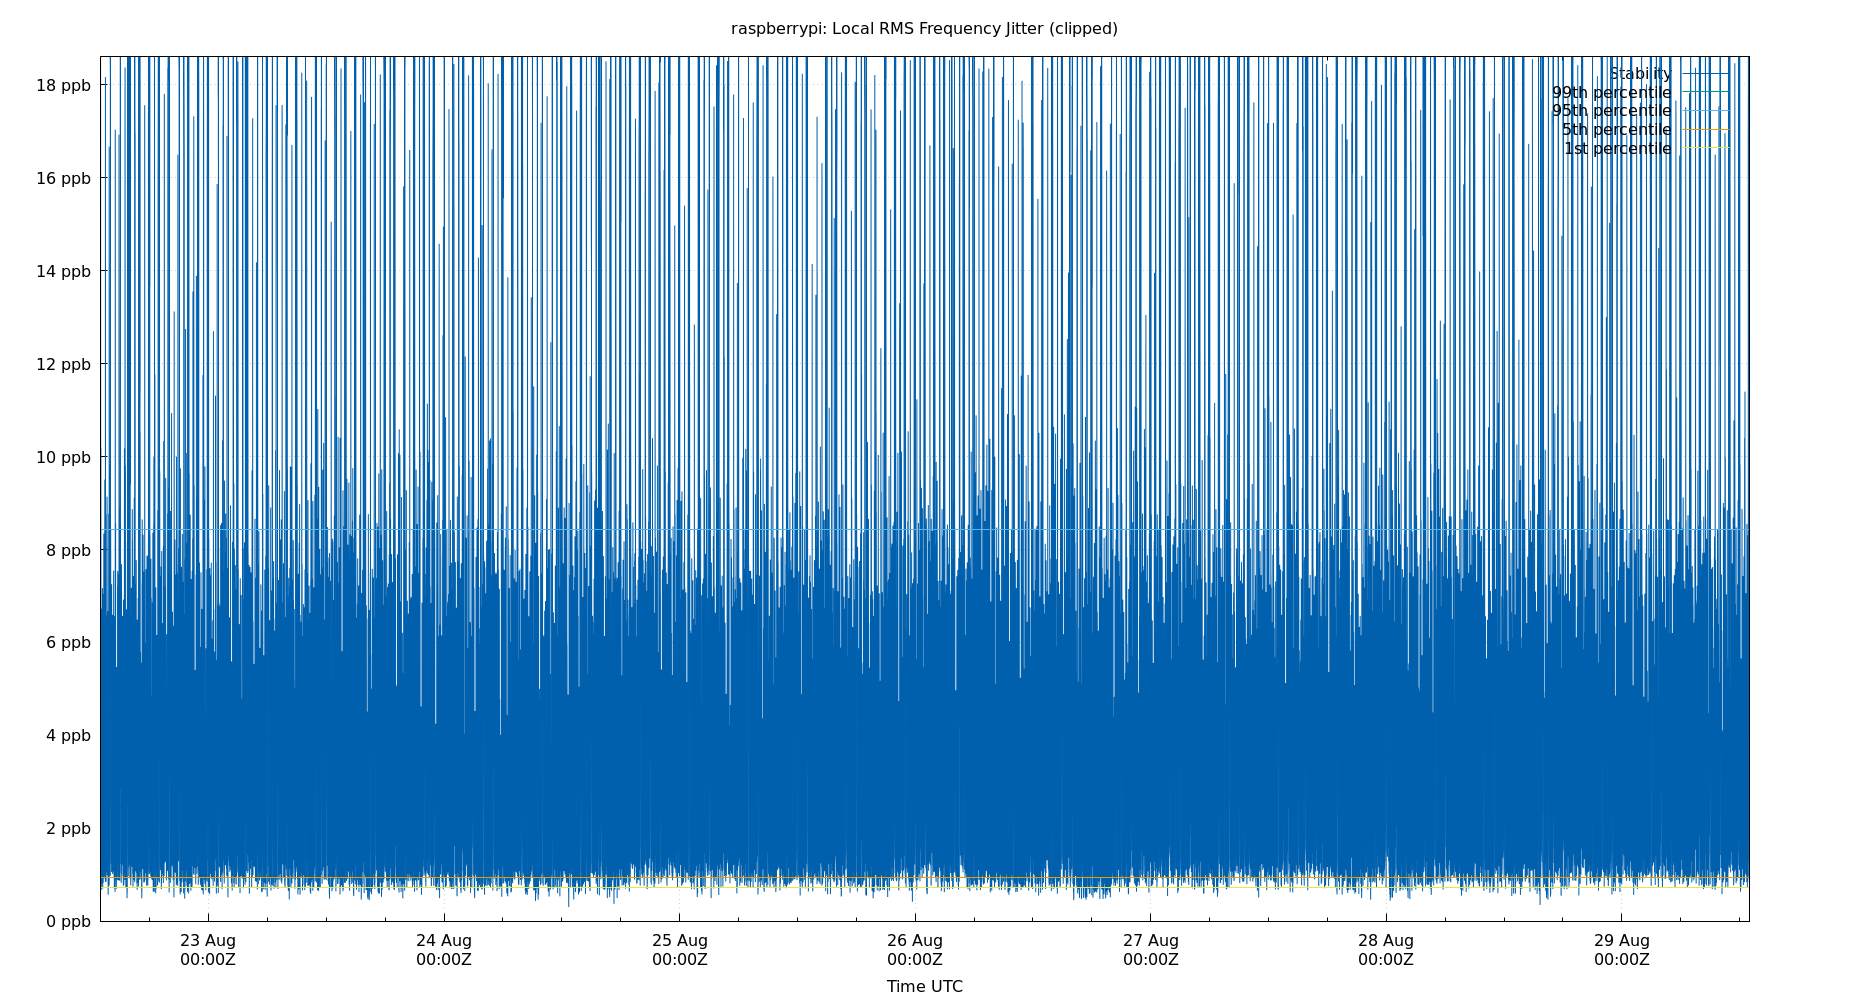 raspberrypi: Local RMS Frequency Jitter (clipped)
18 ppb
16 ppb
14 ppb
12 ppb
10 ppb
8 ppb
6 ppb
4 ppb
2 ppb
0 ppb
Stability
99th percentile
95th percentile
5th percentile
1st percentile
23 Aug 24 Aug 25 Aug 26 Aug 27 Aug 28 Aug 29 Aug
00:00Z 00:00Z 00:00Z 00:00Z 00:00Z 00:00Z 00:00Z
Time UTC